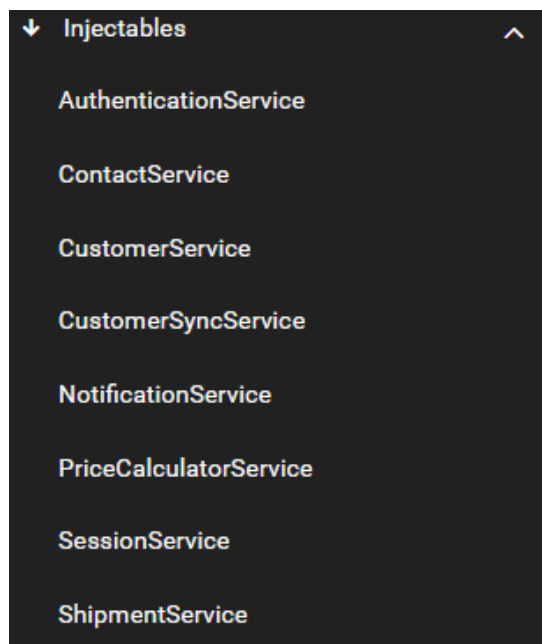 Injectables
AuthenticationService
ContactService
CustomerService
CustomerSyncService
NotificationService
PriceCalculatorService
SessionService
ShipmentService